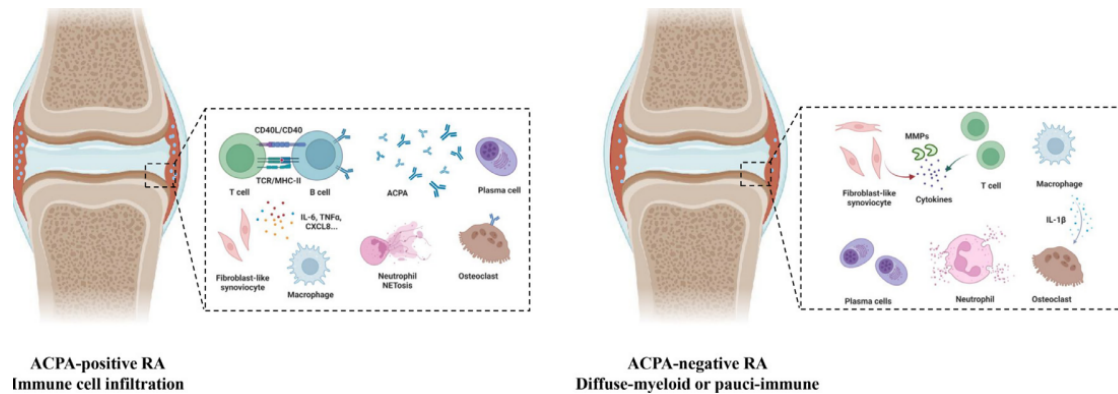 CD40L/CD40
TCR/MHC-II
T cell
B cell
ACPA
Plasma cell
IL-6, TNFα,
CXCL8...
Fibroblast-like
synoviocyte
Macrophage
Neutrophil
NETosis
Osteoclast
ACPA-positive RA
Immune cell infiltration
MMPs
Fibroblast-like
synoviocyte
Cytokines
T cell
Macrophage
IL-1β
Plasma cells
Neutrophil
Osteoclast
ACPA-negative RA
Diffuse-myeloid or pauci-immune